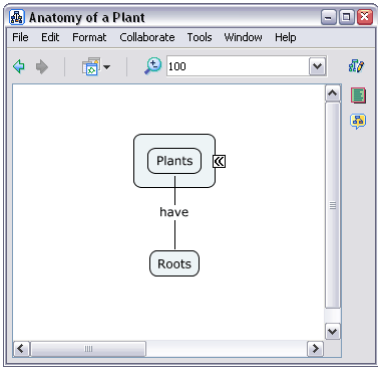 Anatomy of a Plant
File Edit Format Collaborate Tools Window Help
100
Plants
have
Roots